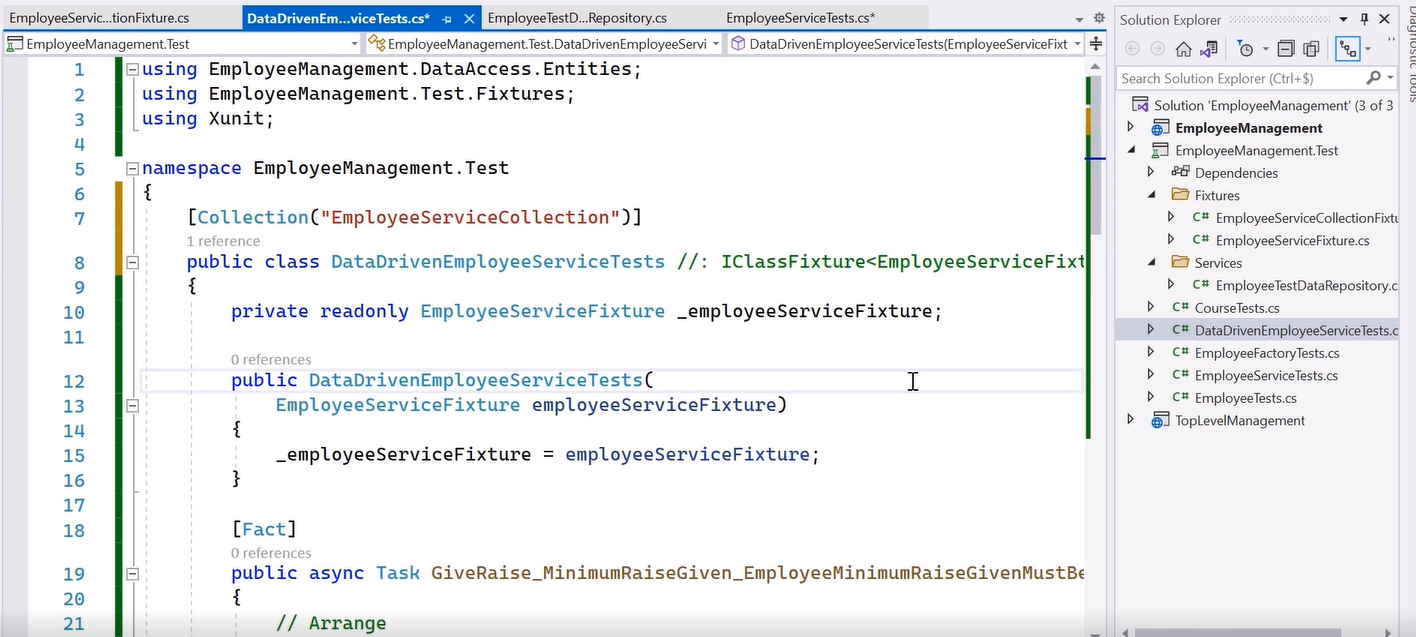 EmployeeServic...tionFixture.cs
DataDrivenEm...viceTests.cs*
EmployeeTestD...Repository.cs
EmployeeServiceTests.cs*
EmployeeManagement.Test
EmployeeManagement.Test.DataDrivenEmployeeServi
DataDrivenEmployeeServiceTests(EmployeeServiceFixt
1 using EmployeeManagement.DataAccess.Entities;
2 using EmployeeManagement.Test.Fixtures;
3 using Xunit;
4
5 namespace EmployeeManagement.Test
6 {
7 [Collection("EmployeeServiceCollection")]
1 reference
8 public class DataDrivenEmployeeServiceTests //: IClassFixture<EmployeeServiceFixt
9 {
10 private readonly EmployeeServiceFixture _employeeServiceFixture;
11
0 references
12 public DataDrivenEmployeeServiceTests(
13 EmployeeServiceFixture employeeServiceFixture)
14 {
15 _employeeServiceFixture = employeeServiceFixture;
16 }
17
18 [Fact]
0 references
19 public async Task GiveRaise_MinimumRaiseGiven_EmployeeMinimumRaiseGivenMustBe
20 {
21 // Arrange
Solution Explorer
Search Solution Explorer (Ctrl+$)
Solution 'EmployeeManagement' (3 of 3
EmployeeManagement
EmployeeManagement.Test
Dependencies
Fixtures
C# EmployeeServiceCollectionFixtu
C# EmployeeServiceFixture.cs
Services
C# EmployeeTestDataRepository.c
C# CourseTests.cs
C# DataDrivenEmployeeServiceTests.c
C# EmployeeFactoryTests.cs
C# EmployeeServiceTests.cs
C# EmployeeTests.cs
TopLevelManagement
Diagnostic Tools